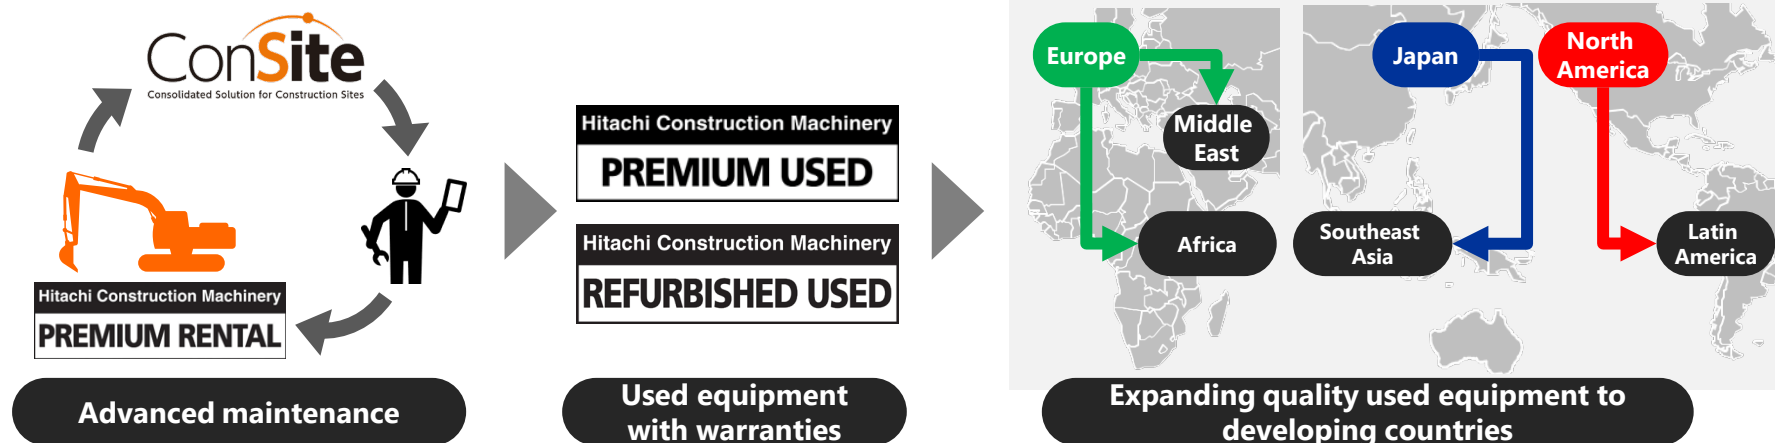 ConSite
Consolidated Solution for Construction Sites
Hitachi Construction Machinery
PREMIUM RENTAL
Advanced maintenance
Hitachi Construction Machinery
PREMIUM USED
Hitachi Construction Machinery
REFURBISHED USED
Used equipment
with warranties
Europe
Middle
East
Africa
Japan
Southeast
Asia
North
America
Latin
America
Expanding quality used equipment to
developing countries